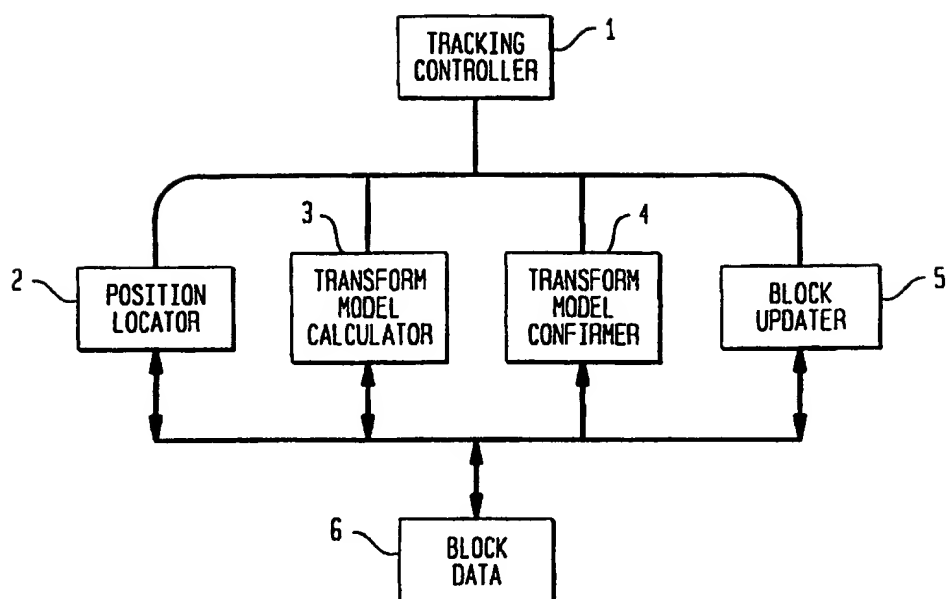 TRACKING
CONTROLLER
1
3
4
2
POSITION
LOCATOR
TRANSFORM
MODEL
CALCULATOR
TRANSFORM
MODEL
CONFIRMER
BLOCK
UPDATER
5
6
BLOCK
DATA